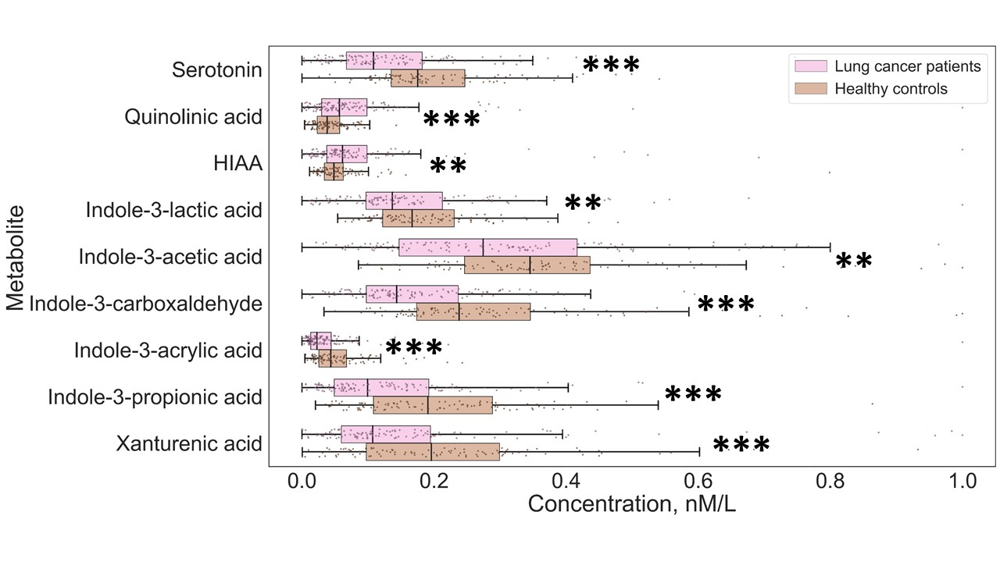 Serotonin
Quinolinic acid
HIAA
Indole-3-lactic acid
Indole-3-acetic acid
Indole-3-carboxaldehyde
Indole-3-acrylic acid
Indole-3-propionic acid
Xanturenic acid
Metabolite
***
***
**
**
**
***
***
***
***
Lung cancer patients
Healthy controls
0.0 0.2 0.4 0.6 0.8 1.0
Concentration, nM/L